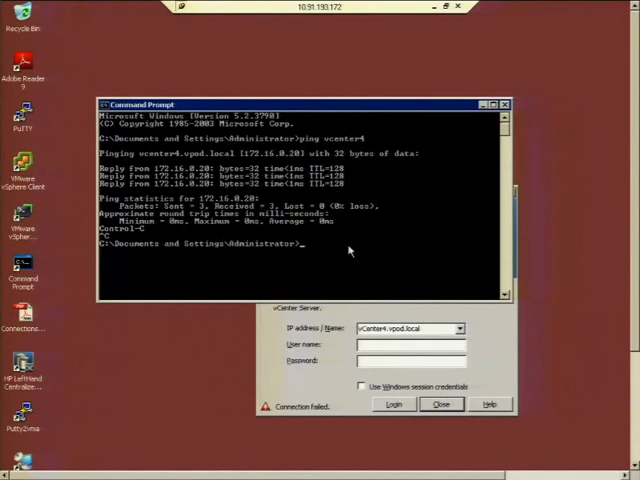 10.91.193.172
Recycle Bin
Adobe Reader
9
PuTTY
VMware
vSphere Client
VMware
vSpher...
Command
Prompt
Connections...
HP LeftHand
Centralize...
Putty2vma
Command Prompt
Microsoft Windows [Version 5.2.3790]
(C) Copyright 1985-2003 Microsoft Corp.
C:\Documents and Settings\Administrator>ping vcenter4
Pinging vcenter4.vpod.local [172.16.0.20] with 32 bytes of data:
Reply from 172.16.0.20: bytes=32 time<1ms TTL=128
Reply from 172.16.0.20: bytes=32 time<1ms TTL=128
Reply from 172.16.0.20: bytes=32 time<1ms TTL=128
Ping statistics for 172.16.0.20:
Packets: Sent = 3, Received = 3, Lost = 0 (0% loss),
Approximate round trip times in milli-seconds:
Minimum = 0ms, Maximum = 0ms, Average = 0ms
Control-C
^C
C:\Documents and Settings\Administrator>_
vCenter Server.
IP address / Name: vCenter4.vpod.local
User name:
Password:
Use Windows session credentials
Connection failed.
Login Close Help